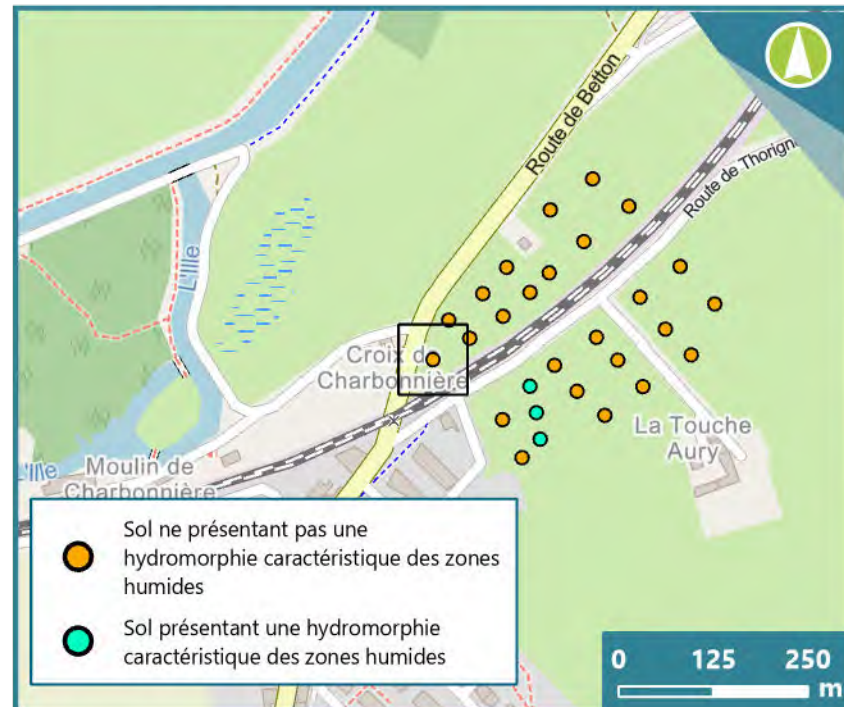 Route de Betton
Route de Thorign
L'Ille
Croix d
Charbonnière
La Touche
Aury
Moulin de
Charbonnière
L'Ille
Sol ne présentant pas une
hydromorphie caractéristique des zones
humides
Sol présentant une hydromorphie
caractéristique des zones humides
0 125 250
m